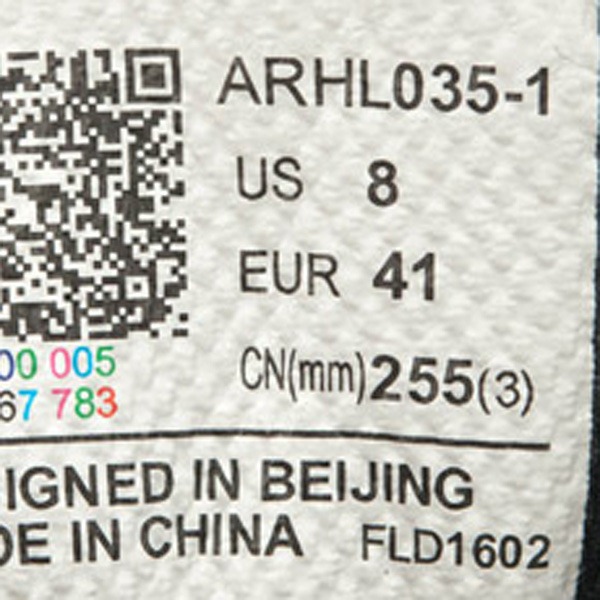 ARHL035-1
US 8
EUR 41
CN(mm)255(3)
00 005
67 783
IGNED IN BEIJING
DE IN CHINA FLD1602